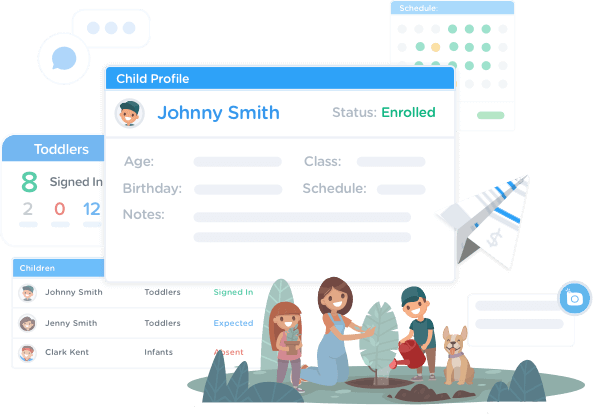 Schedule:
Child Profile
Johnny Smith
Status: Enrolled
Toddlers
8 Signed In
2 0 12
Age:
Class:
Birthday:
Schedule:
Notes:
$
Children
Johnny Smith Toddlers Signed In
Jenny Smith Toddlers Expected
Clark Kent Infants Absent